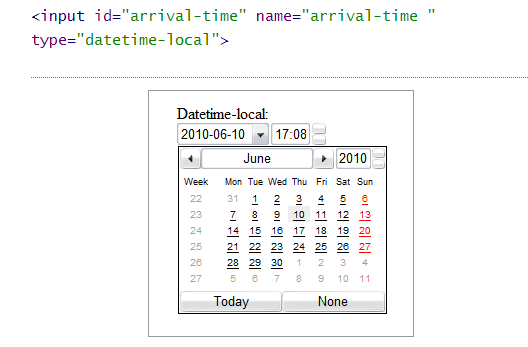 <input id="arrival-time" name="arrival-time "
type="datetime-local">
Datetime-local:
2010-06-10 17:08
June 2010
Week Mon Tue Wed Thu Fri Sat Sun
22 31 1 2 3 4 5 6
23 7 8 9 10 11 12 13
24 14 15 16 17 18 19 20
25 21 22 23 24 25 26 27
26 28 29 30 1 2 3 4
27 5 6 7 8 9 10 11
Today None